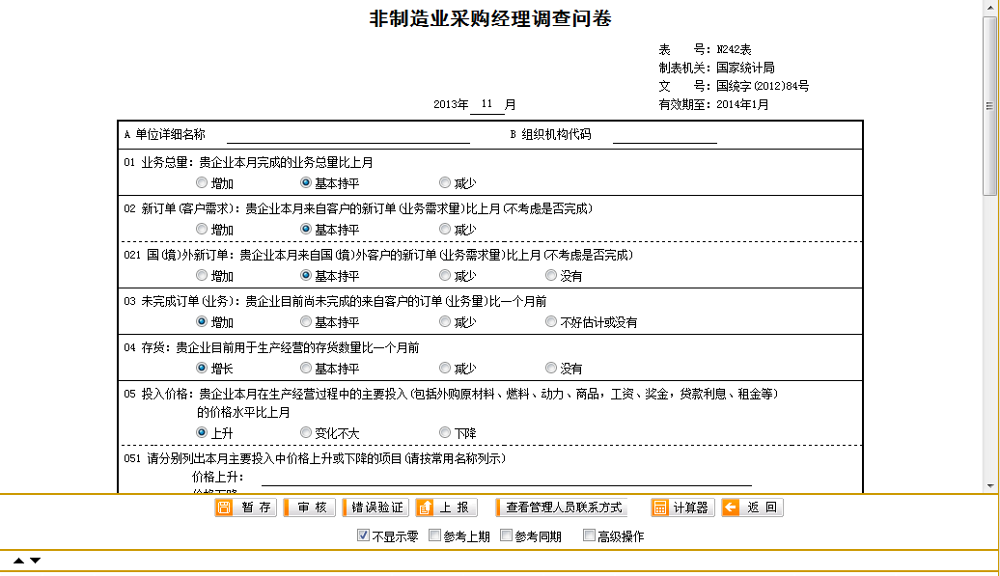 非制造业采购经理调查问卷
表 号：N242表
制表机关：国家统计局
文 号：国统字(2012)84号
2013年 11 月 有效期至：2014年1月
A 单位详细名称 B 组织机构代码
01 业务总量：贵企业本月完成的业务总量比上月
增加 基本持平 减少
02 新订单(客户需求)：贵企业本月来自客户的新订单(业务需求量)比上月(不考虑是否完成)
增加 基本持平 减少
021 国(境)外新订单：贵企业本月来自国(境)外客户的新订单(业务需求量)比上月(不考虑是否完成)
增加 基本持平 减少 没有
03 未完成订单(业务)：贵企业目前尚未完成的来自客户的订单(业务量)比一个月前
增加 基本持平 减少 不好估计或没有
04 存货：贵企业目前用于生产经营的存货数量比一个月前
增长 基本持平 减少 没有
05 投入价格：贵企业本月在生产经营过程中的主要投入(包括外购原材料、燃料、动力、商品，工资、奖金，贷款利息、租金等)
的价格水平比上月
上升 变化不大 下降
051 请分别列出本月主要投入中价格上升或下降的项目(请按常用名称列示)
价格上升：
暂 存 审 核 错误验证 上 报 查看管理人员联系方式 计算器 返 回
不显示零 参考上期 参考同期 高级操作